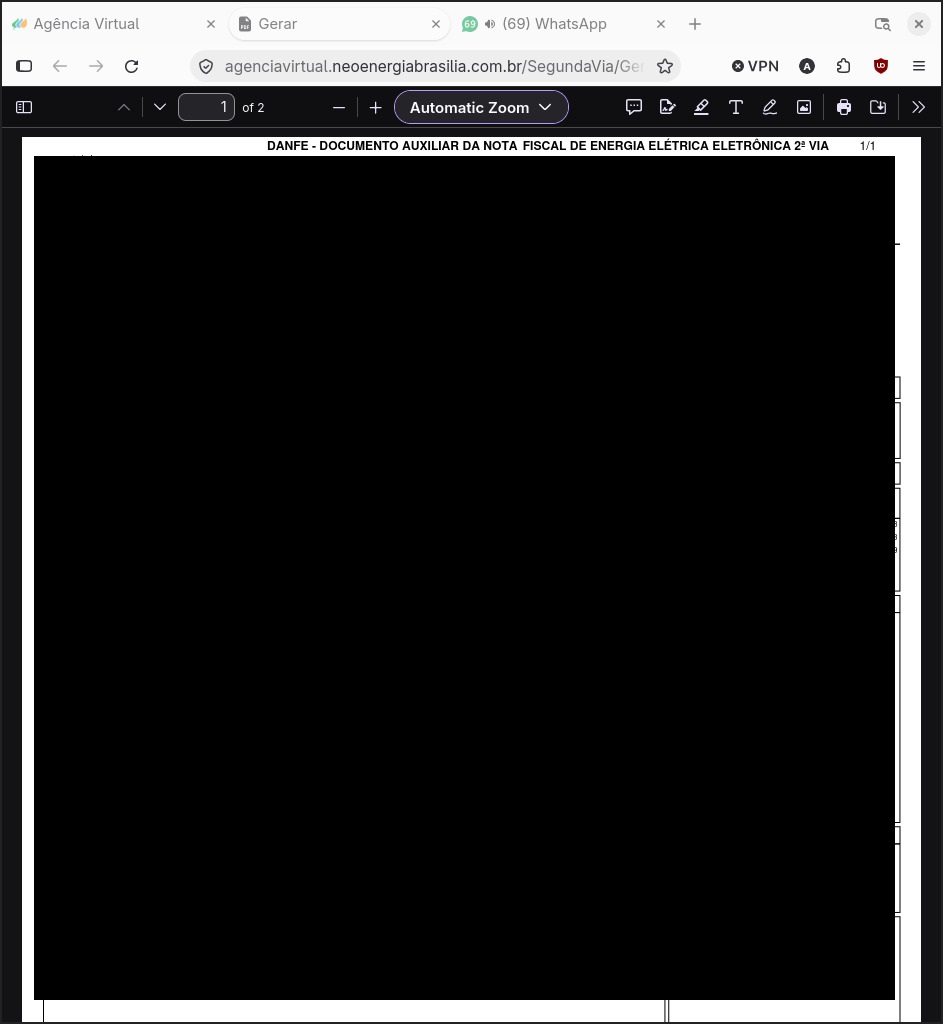 Agência Virtual
Gerar
69 (69) WhatsApp
agenciavirtual.neoenergiabrasilia.com.br/SegundaVia/Ge
VPN
A
1 of 2
Automatic Zoom
DANFE - DOCUMENTO AUXILIAR DA NOTA FISCAL DE ENERGIA ELÉTRICA ELETRÔNICA 2ª VIA 1/1